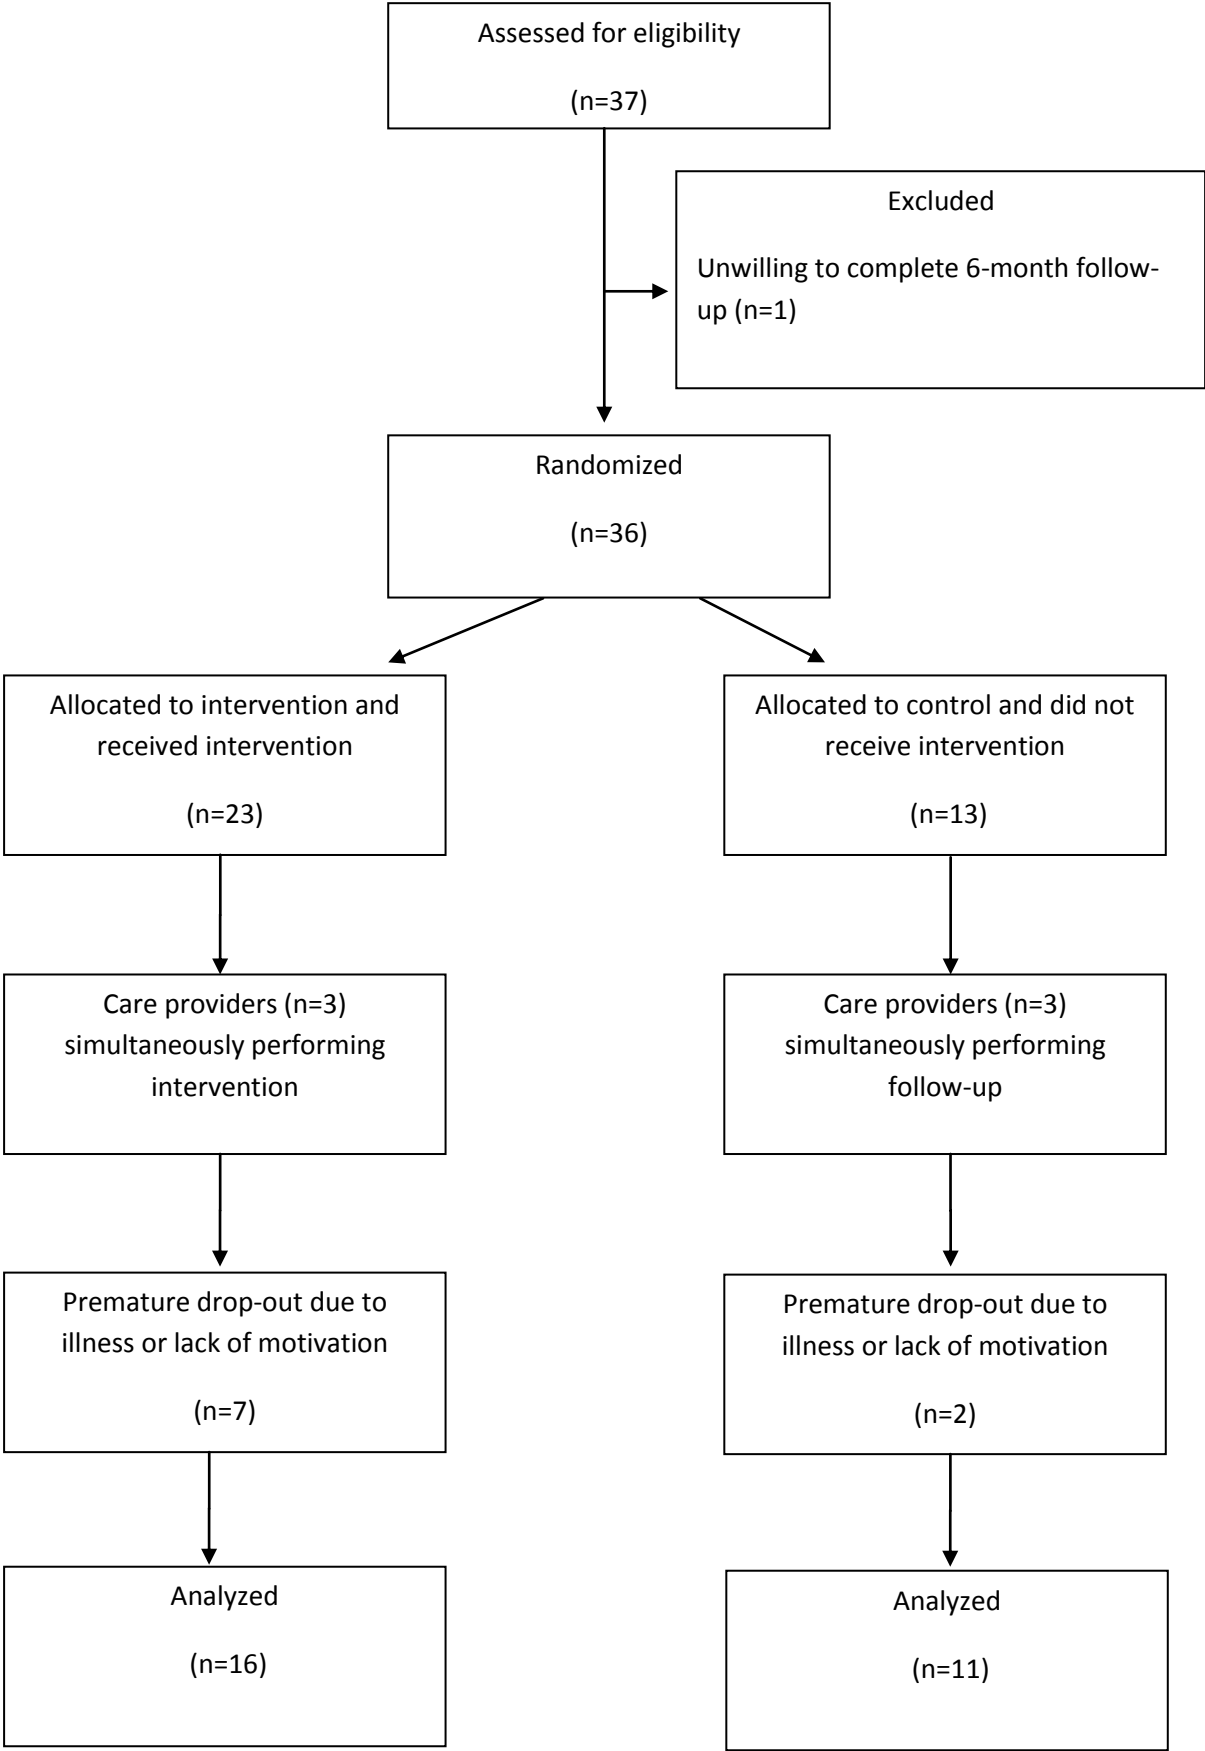 Assessed for eligibility
(n=37)
Excluded
Unwilling to complete 6-month follow-
up (n=1)
Randomized
(n=36)
Allocated to intervention and
received intervention
(n=23)
Allocated to control and did not
receive intervention
(n=13)
Care providers (n=3)
simultaneously performing
intervention
Care providers (n=3)
simultaneously performing
follow-up
Premature drop-out due to
illness or lack of motivation
(n=7)
Premature drop-out due to
illness or lack of motivation
(n=2)
Analyzed
(n=16)
Analyzed
(n=11)